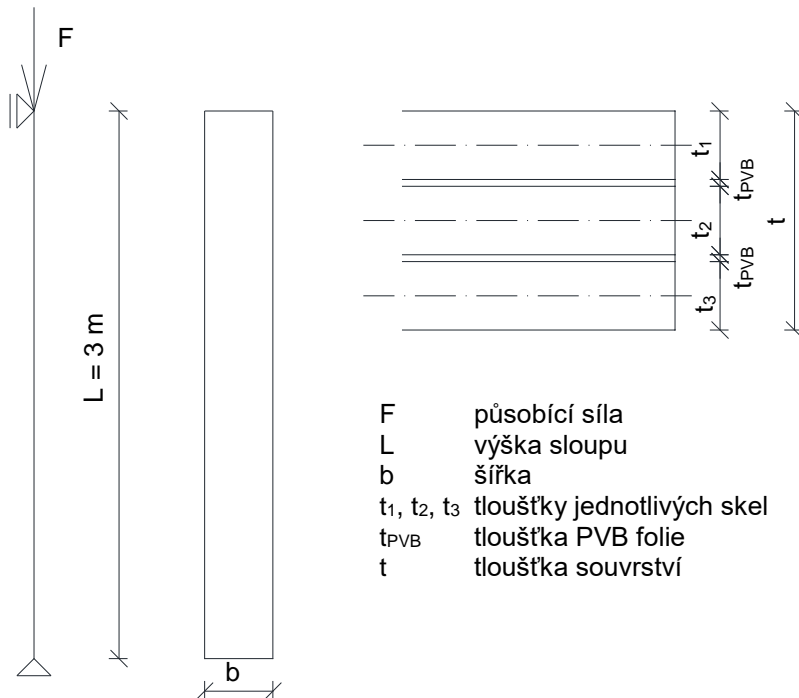 F
L = 3 m
b
t1
tPVB
t2
tPVB
t3
t
F působící síla
L výška sloupu
b šířka
t1, t2, t3 tloušťky jednotlivých skel
tPVB tloušťka PVB folie
t tloušťka souvrství